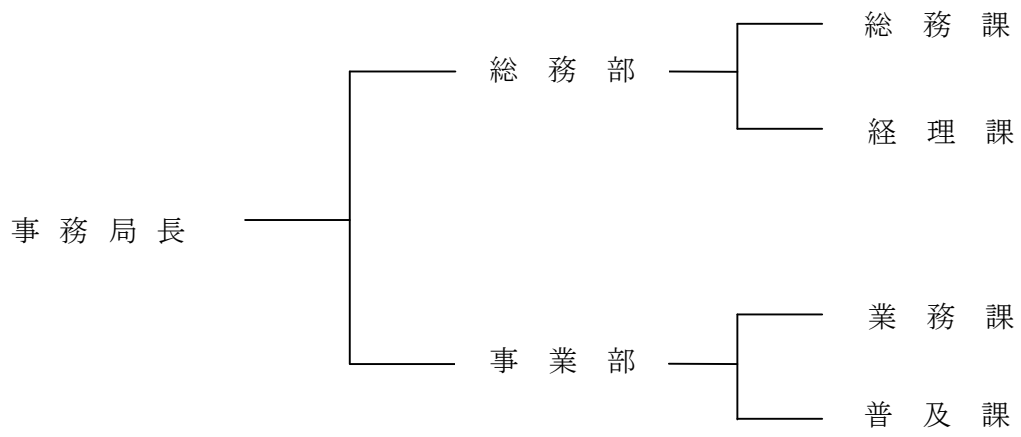 総務課
総務部
経理課
事務局長
業務課
事業部
普及課